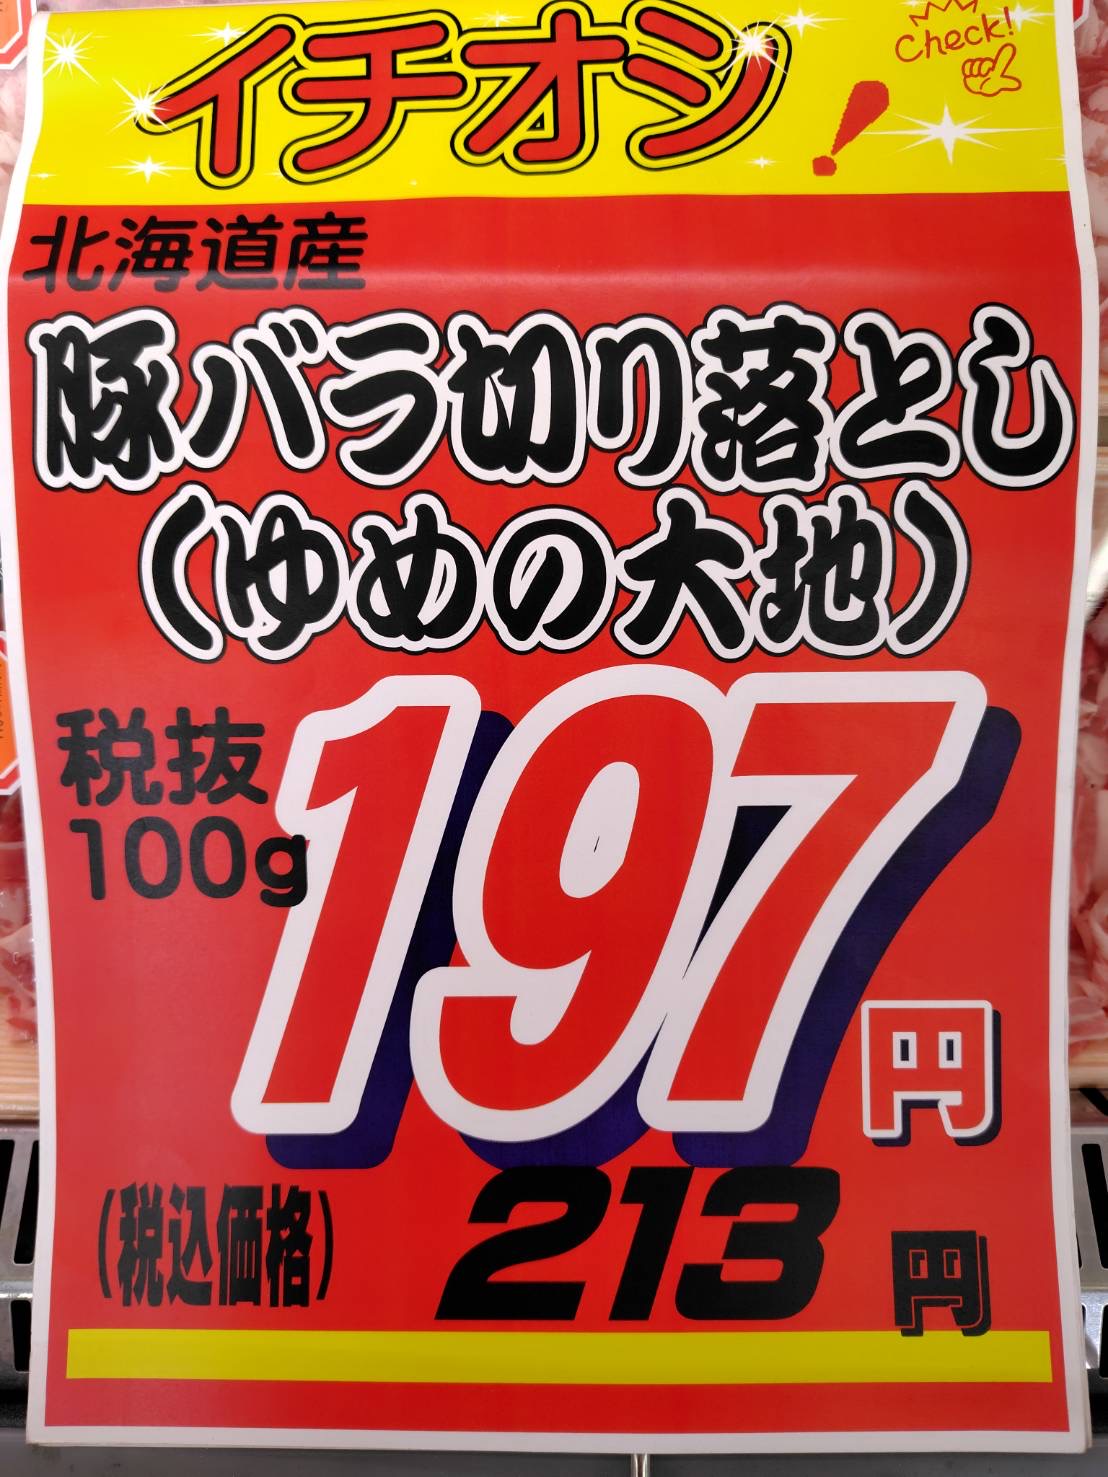 イチオシ!
Check!
北海道産
豚バラ切り落とし
(ゆめの大地)
税抜
100g
197円
(税込価格) 213円